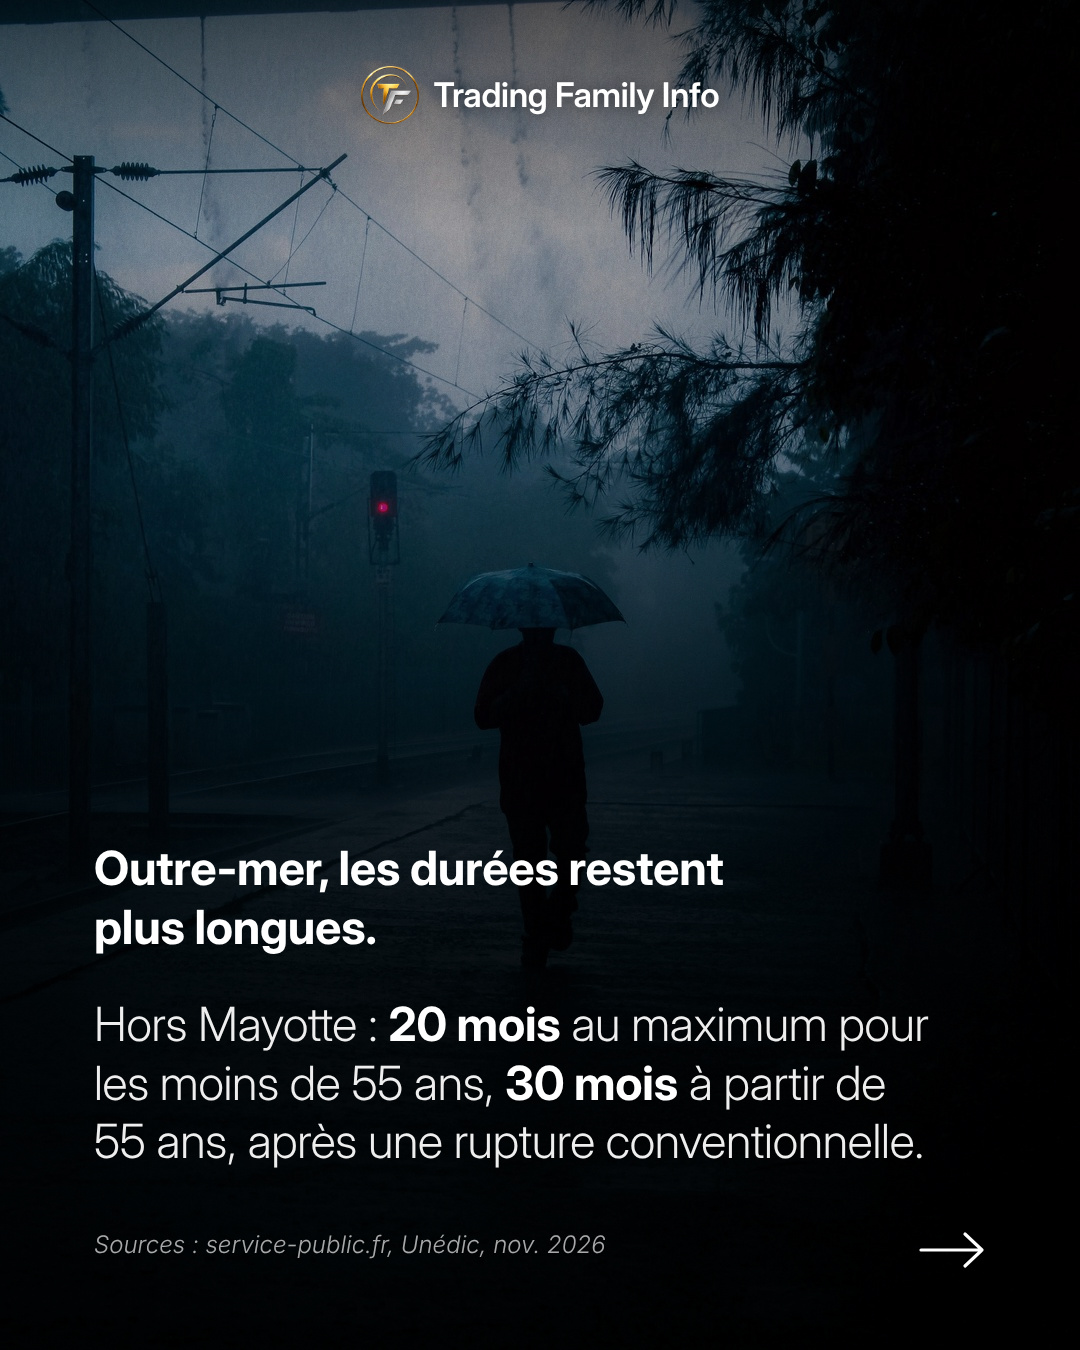 TF Trading Family Info
Outre-mer, les durées restent
plus longues.
Hors Mayotte : 20 mois au maximum pour
les moins de 55 ans, 30 mois à partir de
55 ans, après une rupture conventionnelle.
Sources : service-public.fr, Unédic, nov. 2026